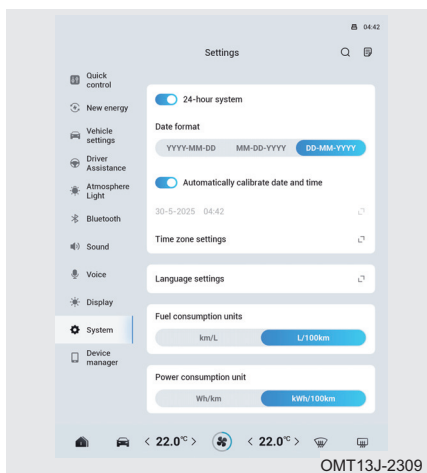 04:42
Settings
Quick
control
New energy
Vehicle
settings
Driver
Assistance
Atmosphere
Light
Bluetooth
Sound
Voice
Display
System
Device
manager
24-hour system
Date format
YYYY-MM-DD MM-DD-YYYY DD-MM-YYYY
Automatically calibrate date and time
30-5-2025 04:42
Time zone settings
Language settings
Fuel consumption units
km/L L/100km
Power consumption unit
Wh/km kWh/100km
< 22.0℃ > < 22.0℃ >
OMT13J-2309